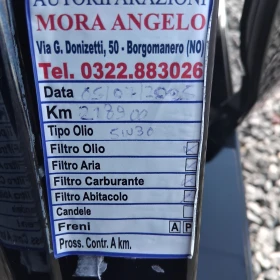 AUTORIPARAZIONI
MORA ANGELO
Via G. Donizetti, 50 - Borgomanero (NO)
Tel. 0322.883026
Data
Km
Tipo Olio 5W30
Filtro Olio
Filtro Aria
Filtro Carburante
Filtro Abitacolo
Candele
Freni A P
Pross. Contr. A km.